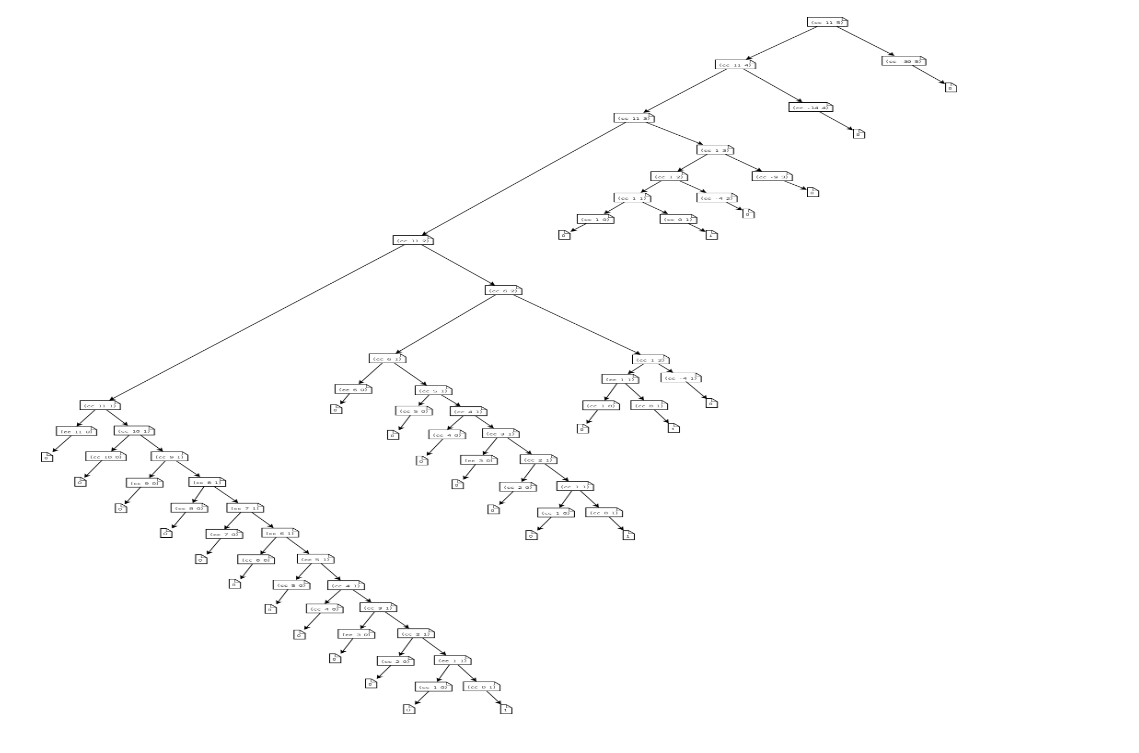 (cc 11 5)
(cc -39 5)
0
(cc 11 4)
(cc -14 4)
0
(cc 11 3)
(cc 1 3)
(cc 1 2)
(cc -9 3)
0
(cc 1 1)
(cc -4 2)
0
(cc 1 0)
(cc 0 1)
0
1
(cc 11 2)
(cc 6 2)
(cc 6 1)
(cc 1 2)
(cc 6 0)
(cc 5 1)
(cc 1 1)
(cc -4 1)
0
(cc 5 0)
(cc 4 1)
(cc 1 0)
(cc 0 1)
0
0
(cc 4 0)
(cc 3 1)
0
1
0
(cc 3 0)
(cc 2 1)
0
(cc 2 0)
(cc 1 1)
0
(cc 1 0)
(cc 0 1)
0
1
(cc 11 1)
(cc 11 0)
(cc 10 1)
0
(cc 10 0)
(cc 9 1)
0
(cc 9 0)
(cc 8 1)
0
(cc 8 0)
(cc 7 1)
0
(cc 7 0)
(cc 6 1)
0
(cc 6 0)
(cc 5 1)
0
(cc 5 0)
(cc 4 1)
0
(cc 4 0)
(cc 3 1)
0
(cc 3 0)
(cc 2 1)
0
(cc 2 0)
(cc 1 1)
0
(cc 1 0)
(cc 0 1)
0
1